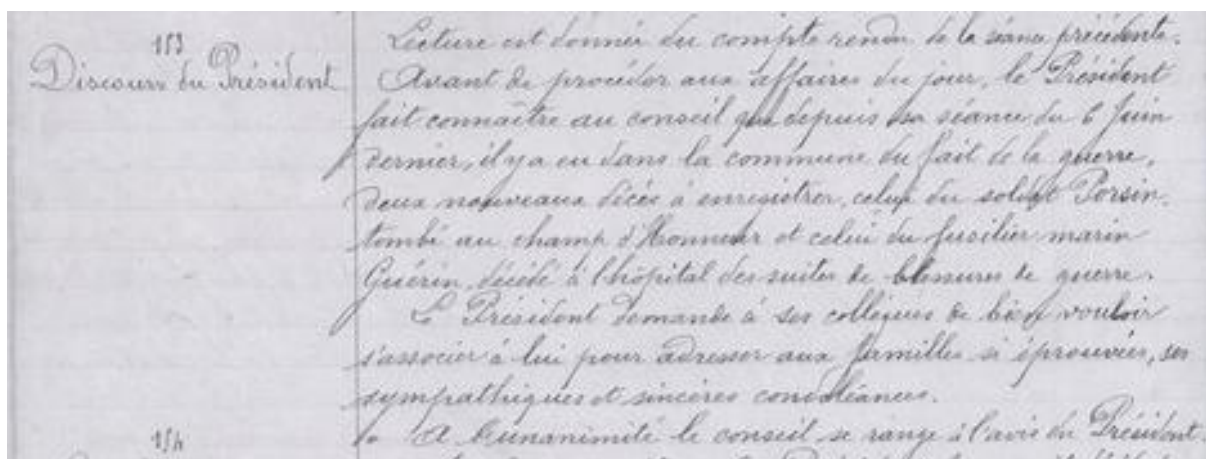 153
Discours du Président
Lecture est donnée du compte rendu de la séance précédente.
Avant de procéder aux affaires du jour, le Président
fait connaître au conseil que depuis sa séance du 6 Juin
dernier, il y a eu dans la commune du fait de la guerre,
deux nouveaux décès à enregistrer, celui du soldat Porsin,
tombé au champ d'Honneur et celui du fusilier marin
Guérin, décédé à l'hôpital des suites de blessures de guerre.
Le Président demande à ses collègues de bien vouloir
s'associer à lui pour adresser aux familles si éprouvées, ses
sympathiques et sincères condoléances.
A l'unanimité le conseil se range à l'avis du Président.
154